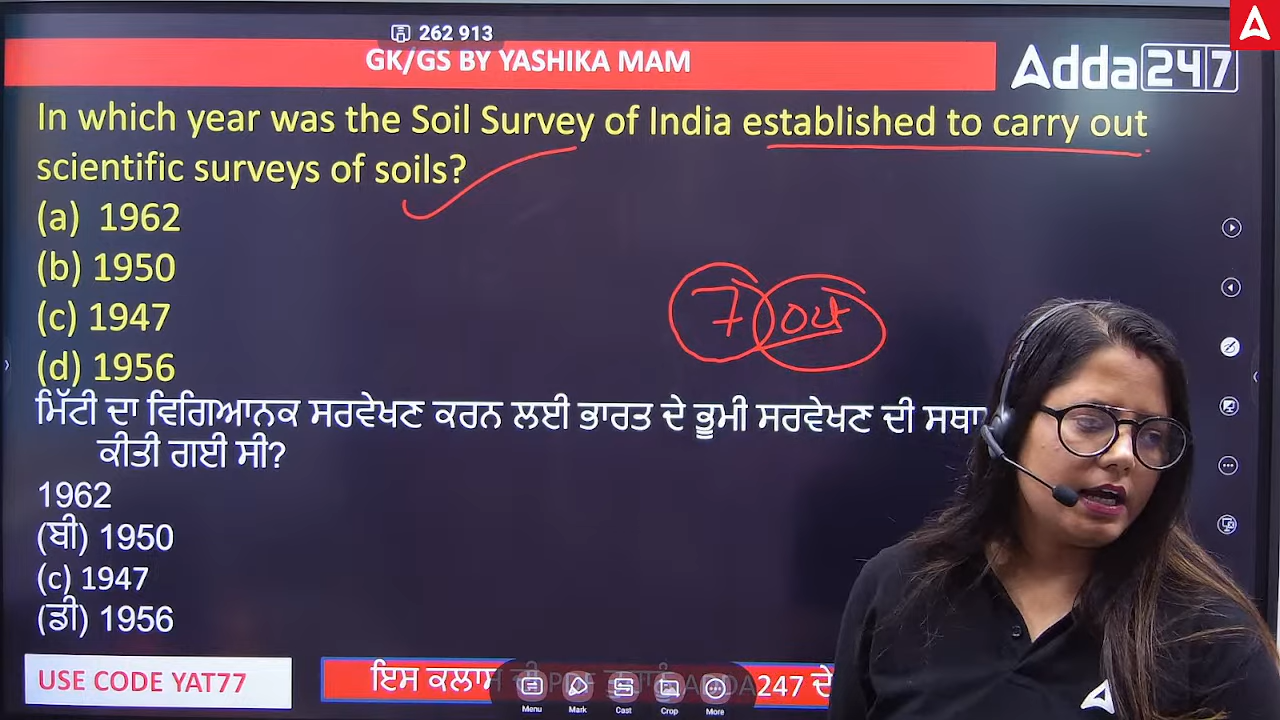 262 913
GK/GS BY YASHIKA MAM
Adda247
In which year was the Soil Survey of India established to carry out
scientific surveys of soils?
(a) 1962
(b) 1950
(c) 1947
(d) 1956
7 out
ਮਿੱਟੀ ਦਾ ਵਿਗਿਆਨਕ ਸਰਵੇਖਣ ਕਰਨ ਲਈ ਭਾਰਤ ਦੇ ਭੂਮੀ ਸਰਵੇਖਣ ਦੀ ਸਥਾ
ਕੀਤੀ ਗਈ ਸੀ?
1962
(ਬੀ) 1950
(c) 1947
(ਡੀ) 1956
USE CODE YAT77
ਇਸ ਕਲਾਸ ਦੀ PDF ADDA 247 ਦੇ
Menu Mark Cast Crop More